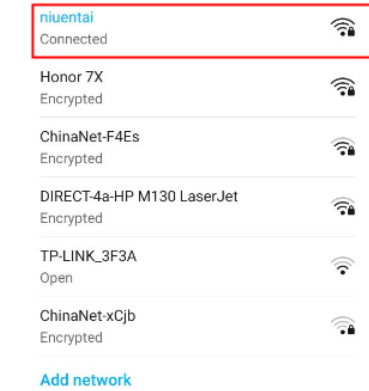 niuentai
Connected
Honor 7X
Encrypted
ChinaNet-F4Es
Encrypted
DIRECT-4a-HP M130 LaserJet
Encrypted
TP-LINK_3F3A
Open
ChinaNet-xCjb
Encrypted
Add network